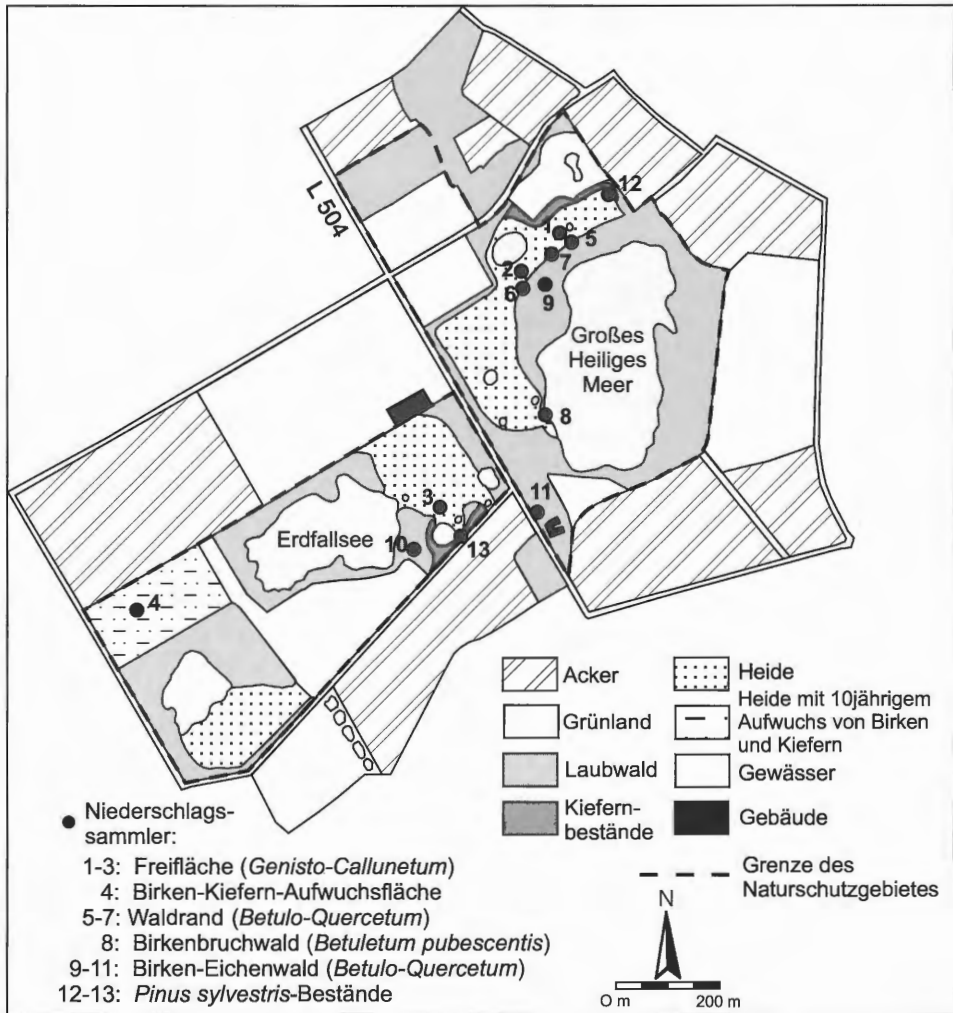 L 504
12
1
5
7
2
6
9
Großes
Heiliges
Meer
8
11
3
Erdfallsee
10
13
4
Acker
Grünland
Laubwald
Kiefern-
bestände
Heide
Heide mit 10jährigem
Aufwuchs von Birken
und Kiefern
Gewässer
Gebäude
Grenze des
Naturschutzgebietes
Niederschlags-
sammler:
1-3: Freifläche (Genisto-Callunetum)
4: Birken-Kiefern-Aufwuchsfläche
5-7: Waldrand (Betulo-Quercetum)
8: Birkenbruchwald (Betuletum pubescentis)
9-11: Birken-Eichenwald (Betulo-Quercetum)
12-13: Pinus sylvestris-Bestände
N
O m 200 m